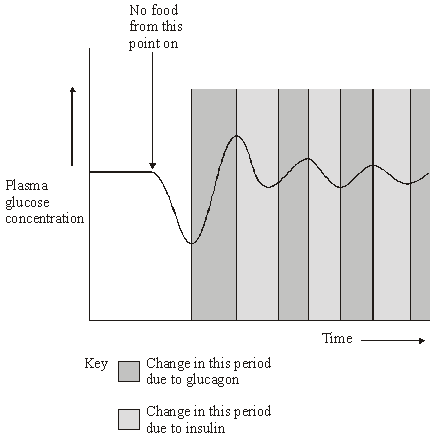 No food
from this
point on
Plasma
glucose
concentration
Time
Key
Change in this period
due to glucagon
Change in this period
due to insulin